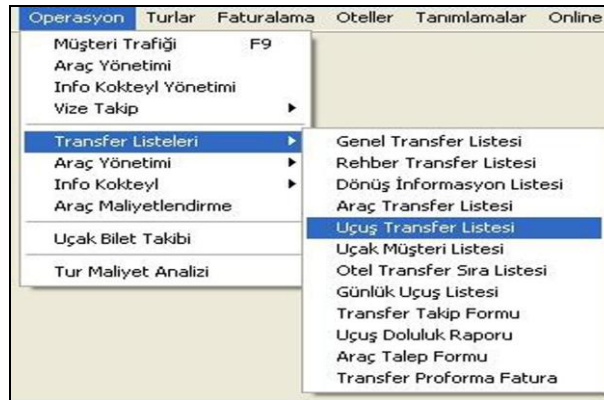 Operasyon Turlar Faturalama Oteller Tanımlamalar Online
Müşteri Trafiği F9
Araç Yönetimi
Info Kokteyl Yönetimi
Vize Takip
Transfer Listeleri
Araç Yönetimi
Info Kokteyl
Araç Maliyetlendirme
Uçak Bilet Takibi
Tur Maliyet Analizi
Genel Transfer Listesi
Rehber Transfer Listesi
Dönüş İnformasyon Listesi
Araç Transfer Listesi
Uçuş Transfer Listesi
Uçak Müşteri Listesi
Otel Transfer Sıra Listesi
Günlük Uçuş Listesi
Transfer Takip Formu
Uçuş Doluluk Raporu
Araç Talep Formu
Transfer Proforma Fatura